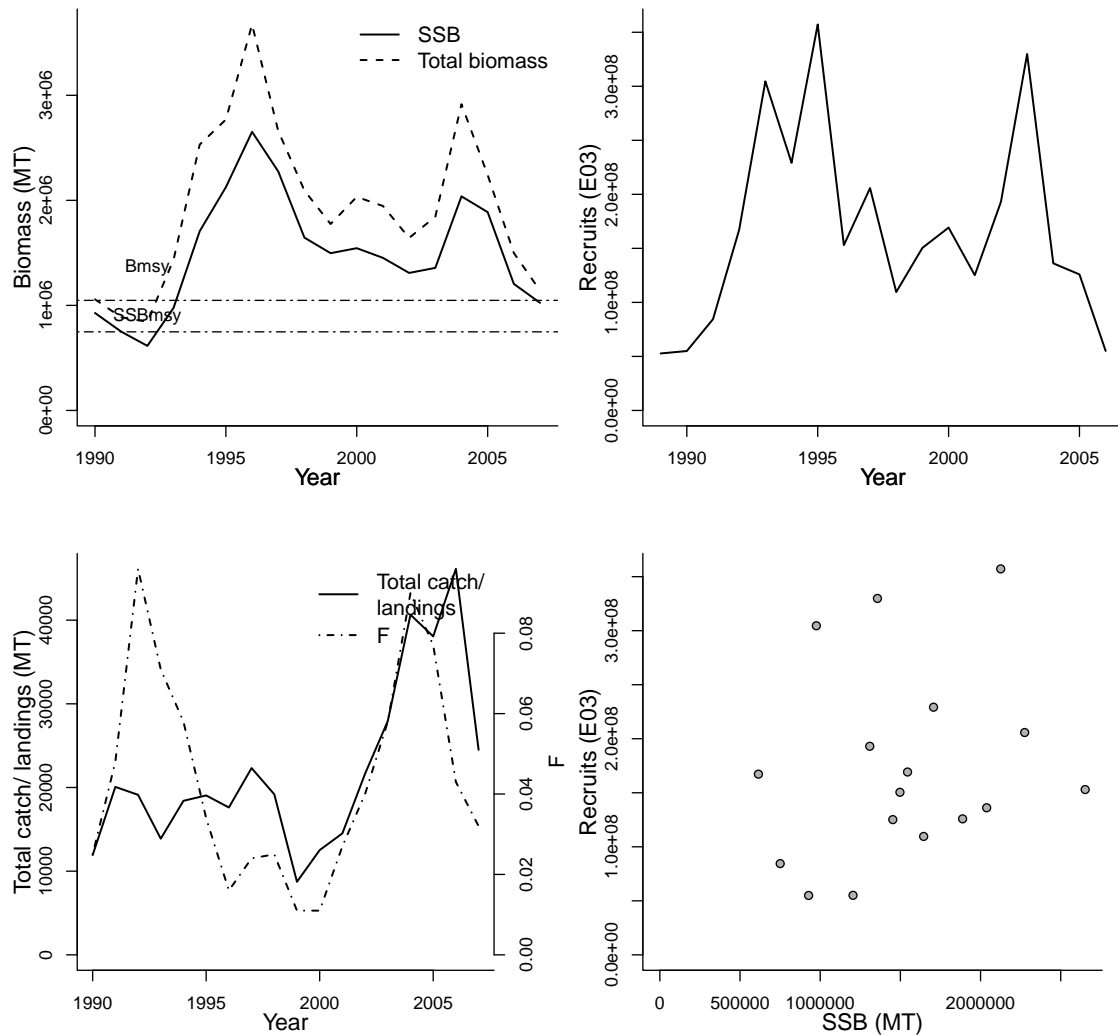 SSB
Total biomass
Bmsy
SSBmsy
Biomass (MT)
0e+00
1e+06
2e+06
3e+06
1990
1995
2000
2005
Year
Recruits (E03)
0.0e+00
1.0e+08
2.0e+08
3.0e+08
1990
1995
2000
2005
Year
Total catch/
landings
F
Total catch/ landings (MT)
0
10000
20000
30000
40000
F
0.00
0.02
0.04
0.06
0.08
1990
1995
2000
2005
Year
Recruits (E03)
0.0e+00
1.0e+08
2.0e+08
3.0e+08
0
500000
1000000
2000000
SSB (MT)